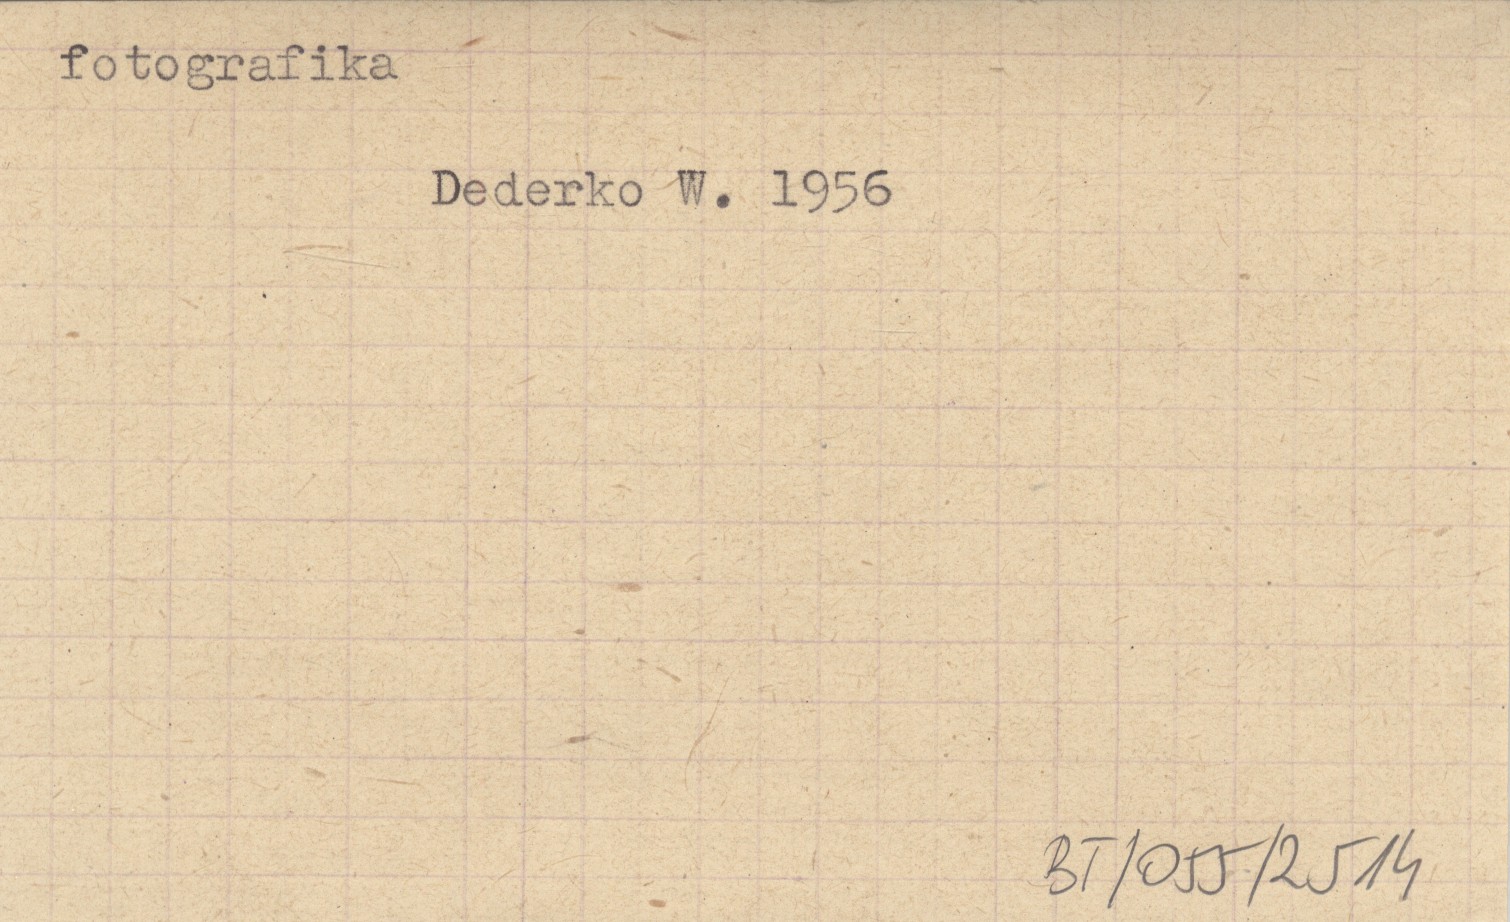 fotografika
Dederko W. 1956
BT/055/2514